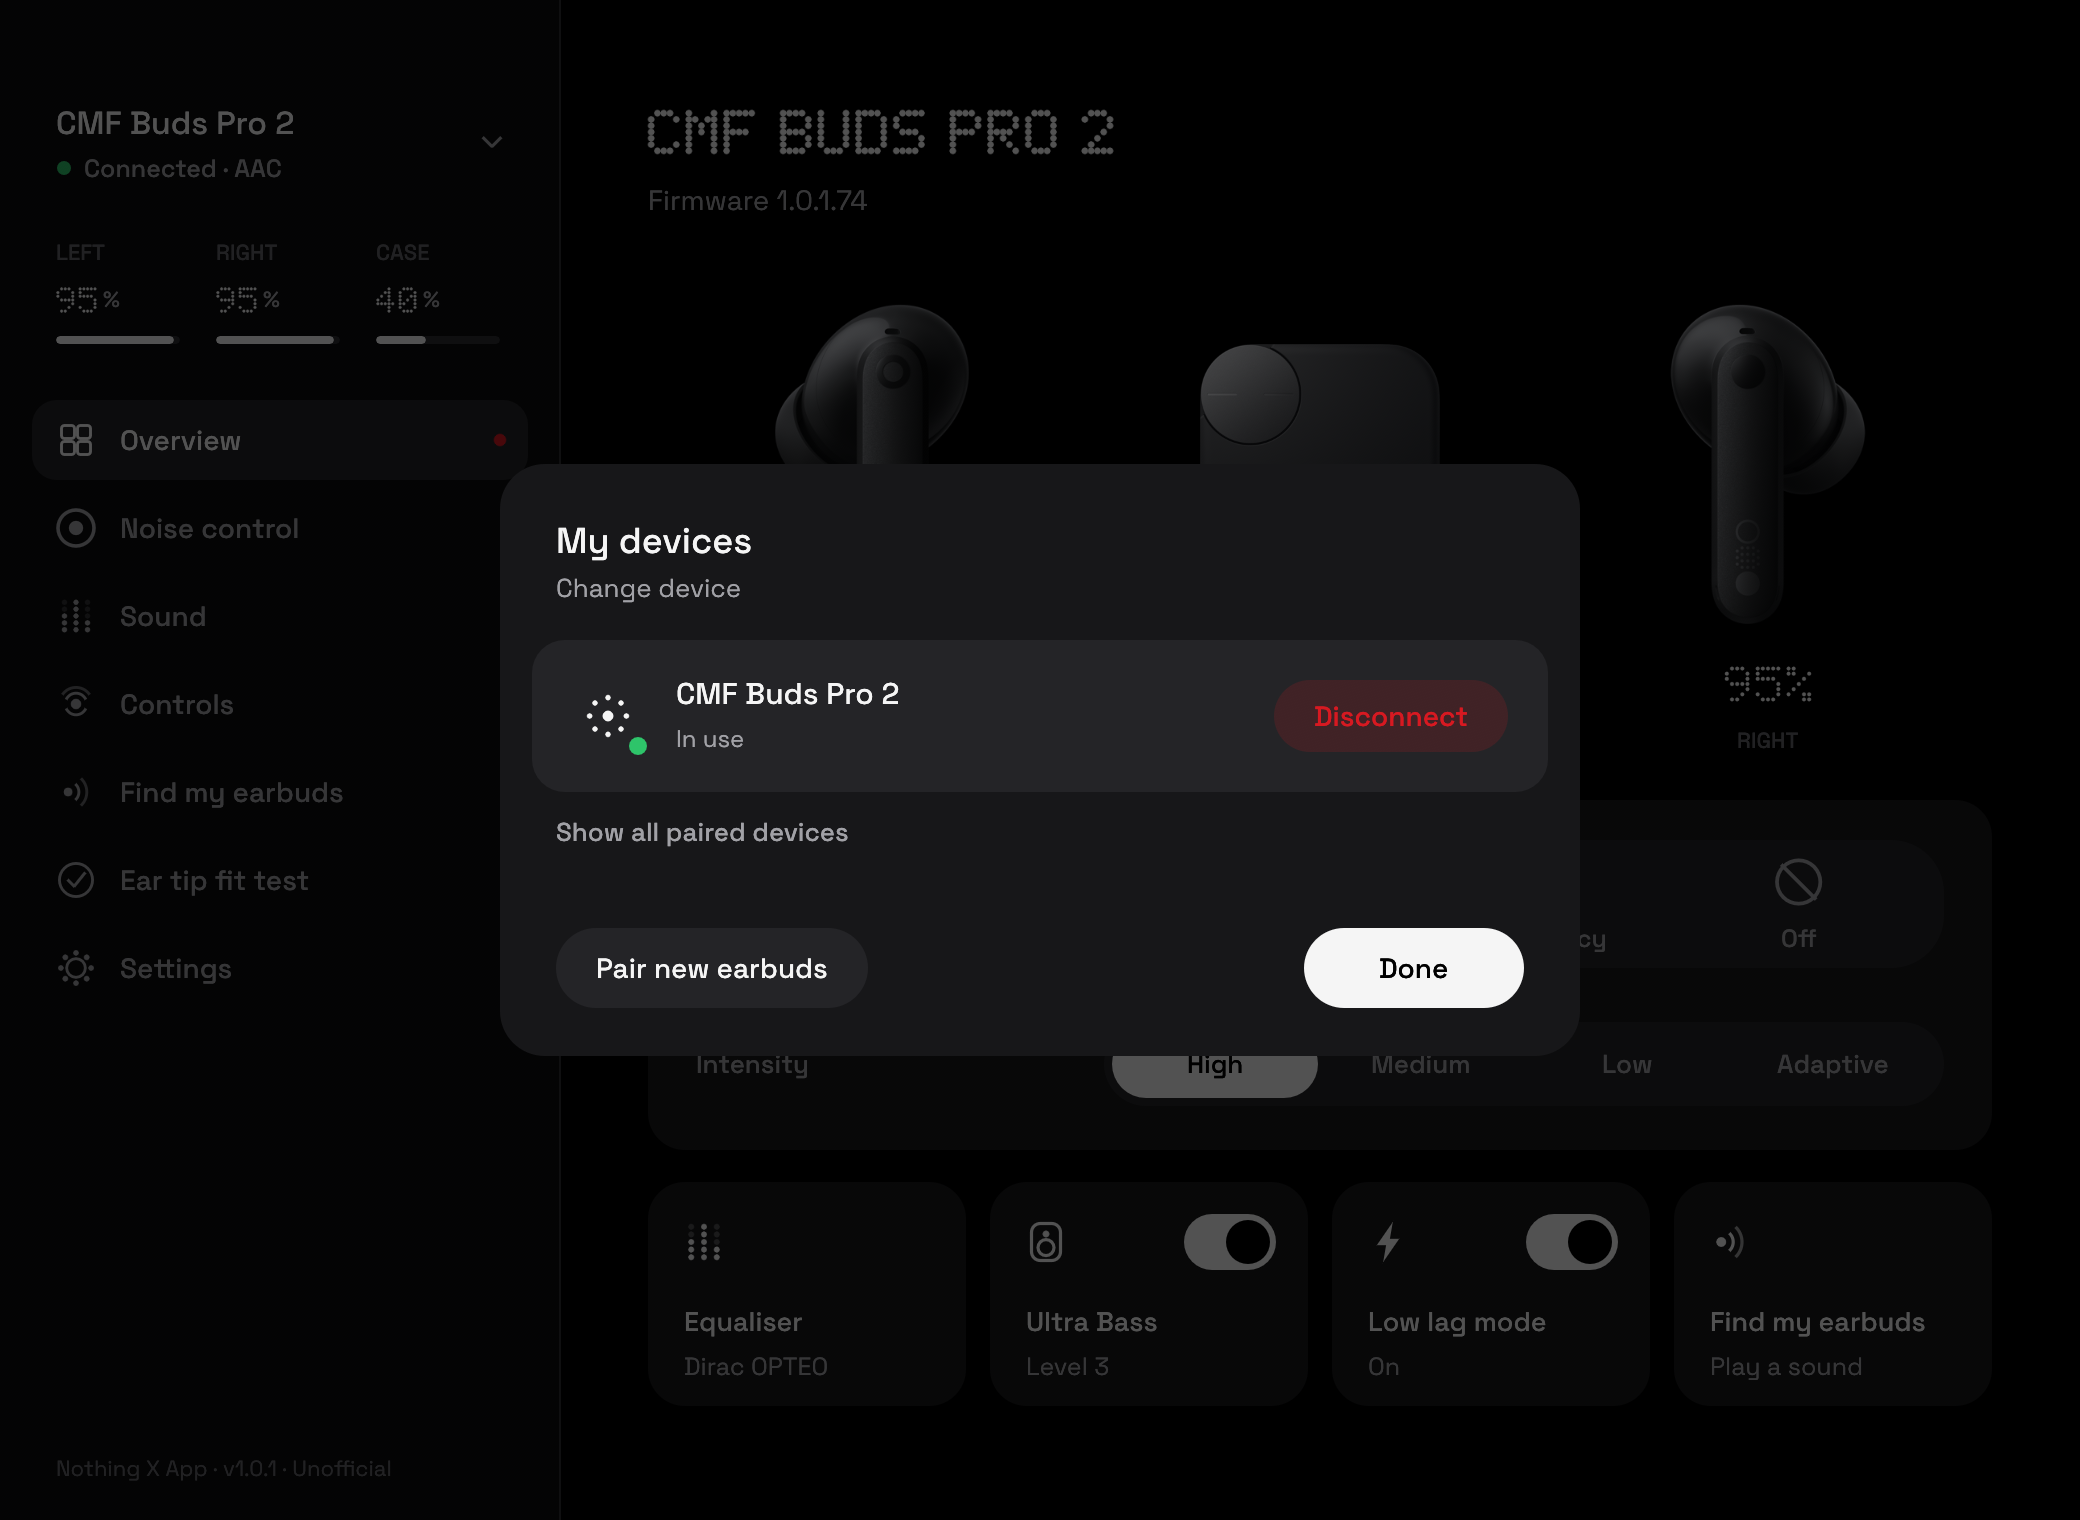 CMF Buds Pro 2
Connected · AAC
LEFT
RIGHT
CASE
95%
95%
40%
Overview
Noise control
Sound
Controls
Find my earbuds
Ear tip fit test
Settings
Nothing X App · v1.0.1 · Unofficial
CMF BUDS PRO 2
Firmware 1.0.1.74
95%
RIGHT
My devices
Change device
CMF Buds Pro 2
In use
Disconnect
Show all paired devices
Pair new earbuds
Done
cy
Off
Intensity
High
Medium
Low
Adaptive
Equaliser
Dirac OPTEO
Ultra Bass
Level 3
Low lag mode
On
Find my earbuds
Play a sound